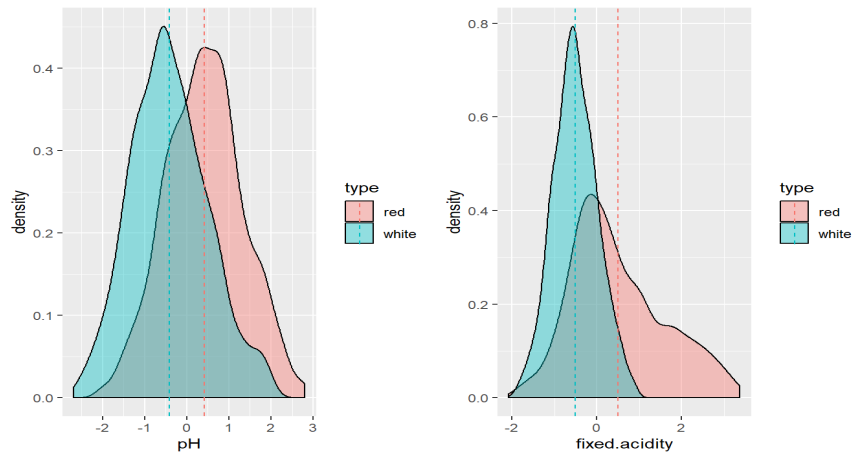 density
0.4
0.3
0.2
0.1
0.0
-2
-1
0
1
2
3
pH
type
red
white
density
0.8
0.6
0.4
0.2
0.0
-2
0
2
fixed.acidity
type
red
white